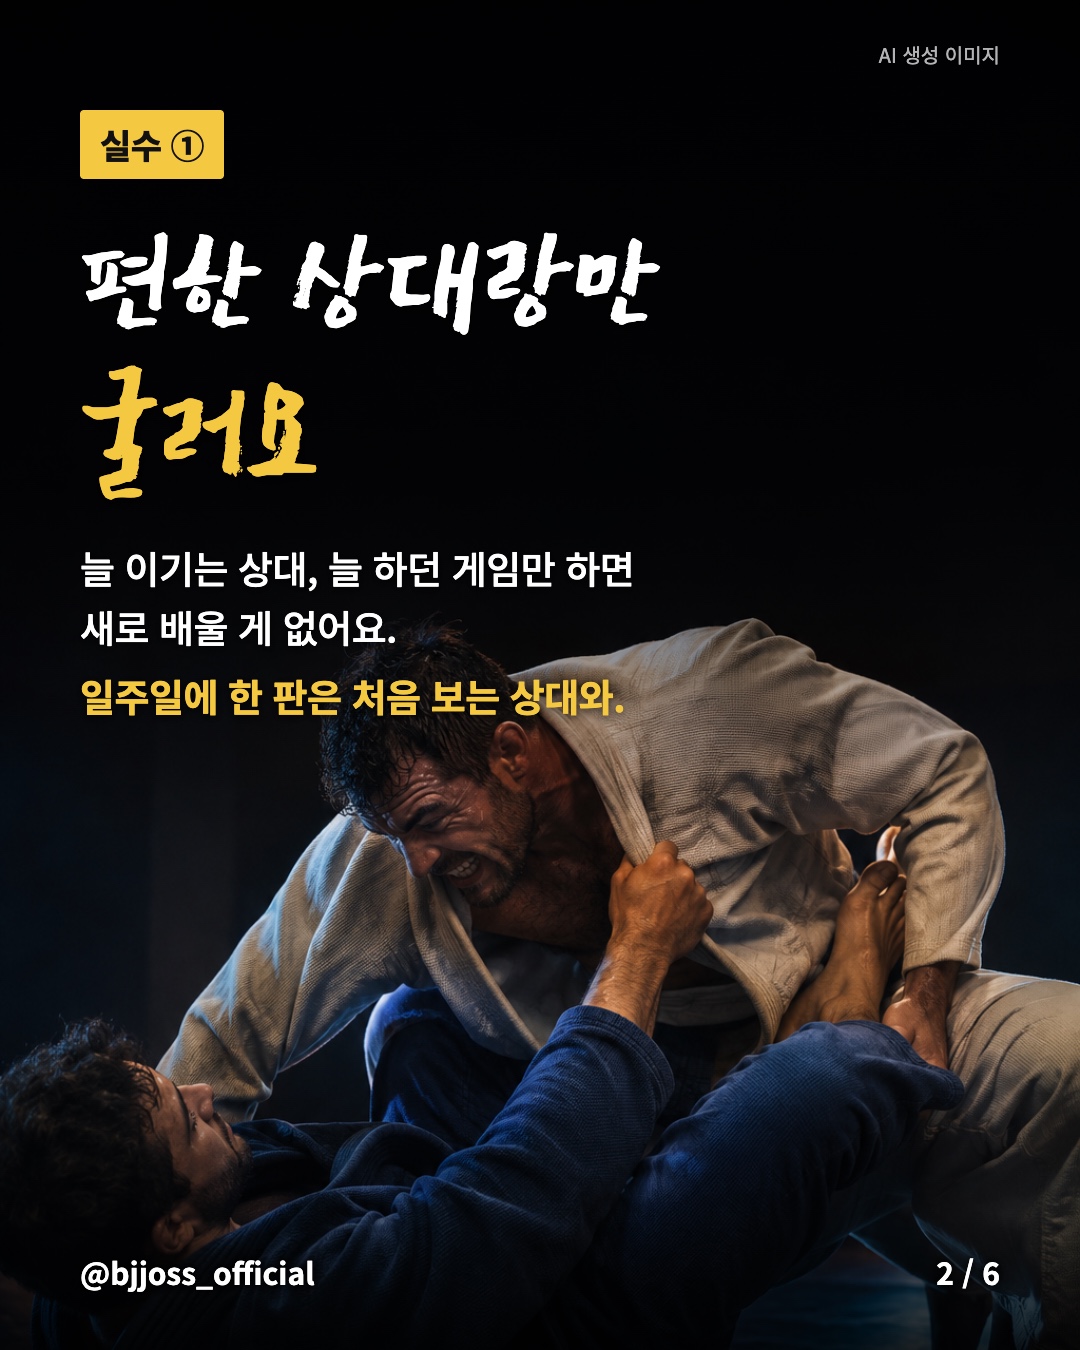 AI 생성 이미지
실수 ①
편한 상대랑만
굴러요
늘 이기는 상대, 늘 하던 게임만 하면
새로 배울 게 없어요.
일주일에 한 판은 처음 보는 상대와.
@bjjoss_official
2 / 6